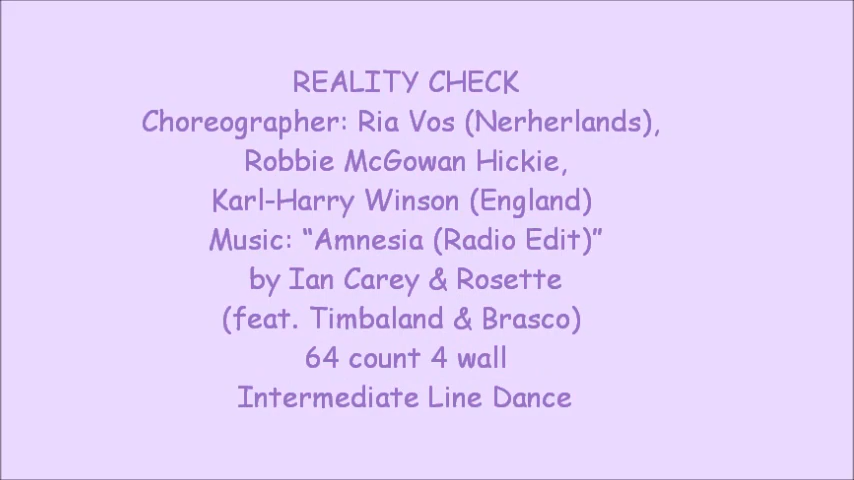 REALITY CHECK
Choreographer: Ria Vos (Nerherlands),
Robbie McGowan Hickie,
Karl-Harry Winson (England)
Music: “Amnesia (Radio Edit)”
by Ian Carey & Rosette
(feat. Timbaland & Brasco)
64 count 4 wall
Intermediate Line Dance